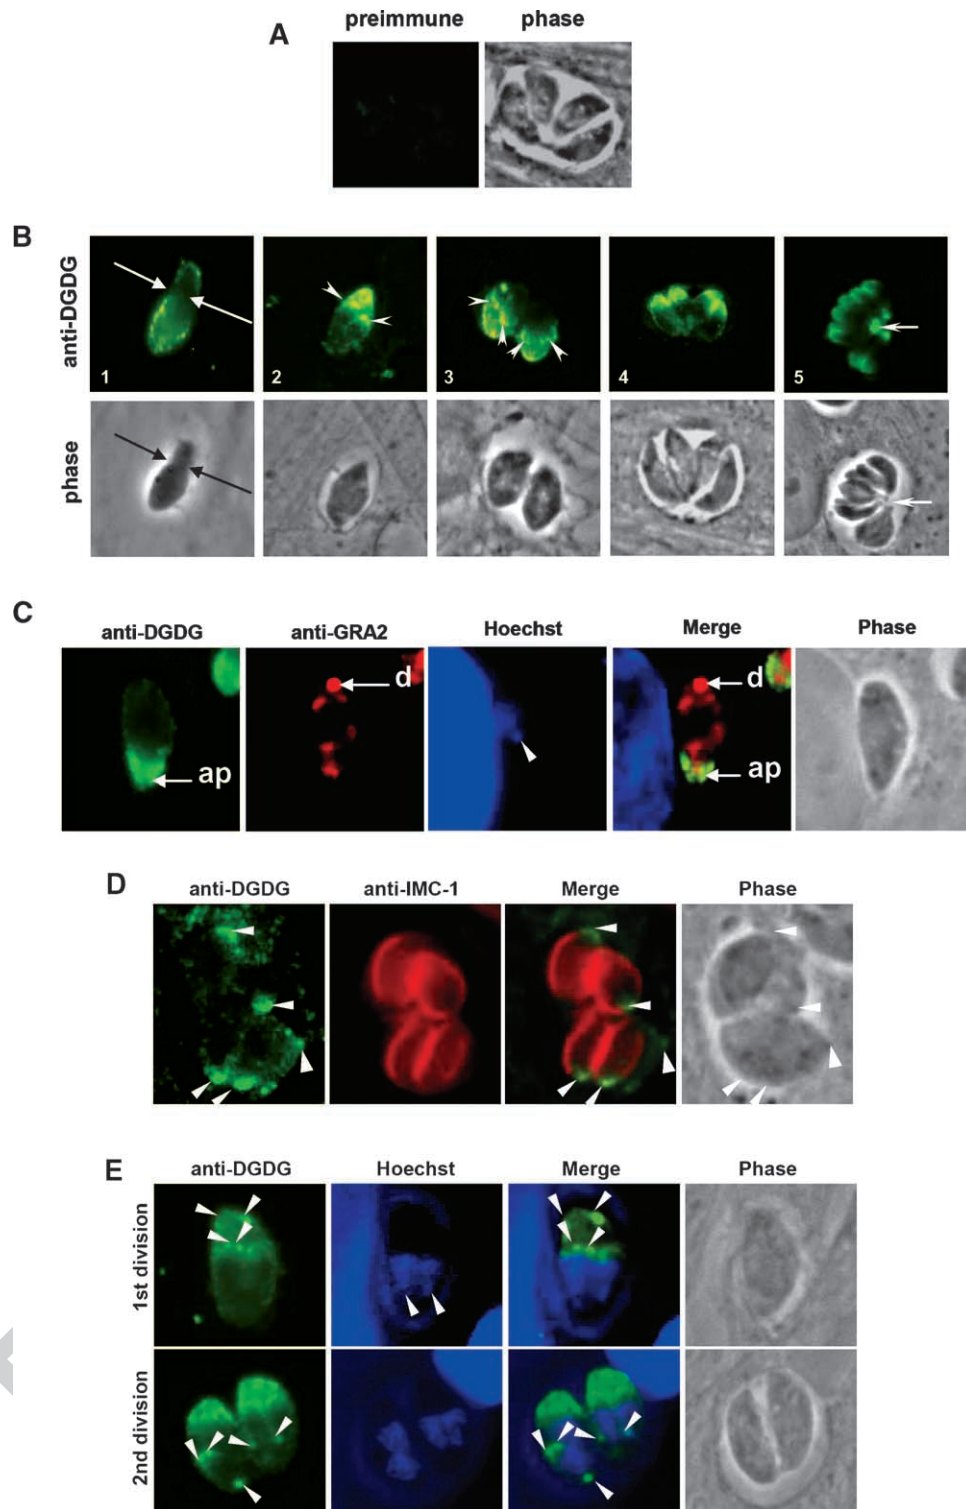 A
preimmune phase
B
anti-DGDG
1 2 3 4 5
phase
C
anti-DGDG anti-GRA2 Hoechst Merge Phase
d d
ap ap
D
anti-DGDG anti-IMC-1 Merge Phase
E
anti-DGDG Hoechst Merge Phase
1st division
2nd division